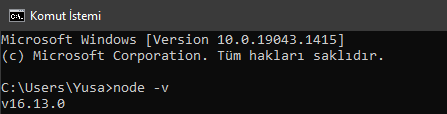 Komut İstemi
Microsoft Windows [Version 10.0.19043.1415]
(c) Microsoft Corporation. Tüm hakları saklıdır.
C:\Users\Yusa>node -v
v16.13.0